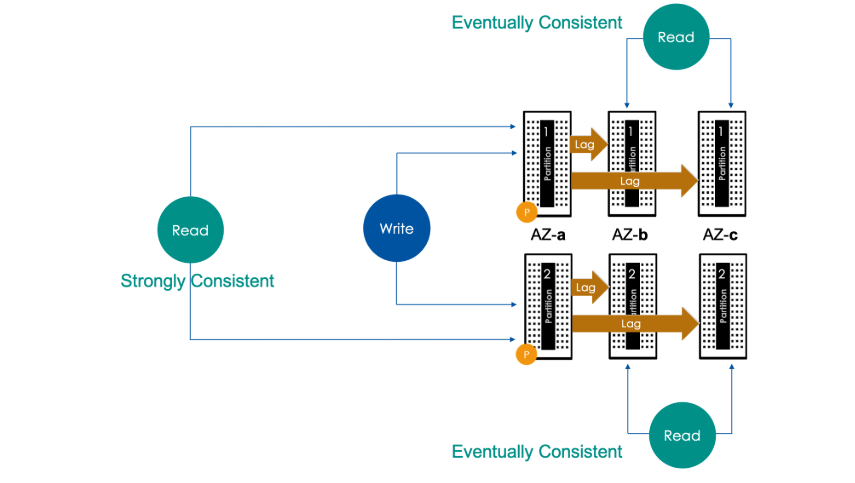 Eventually Consistent
Read
1 Partition
Lag
1 Partition
1 Partition
Lag
P
Read
Write
AZ-a
AZ-b
AZ-c
Strongly Consistent
2 Partition
Lag
2 Partition
2 Partition
Lag
P
Read
Eventually Consistent